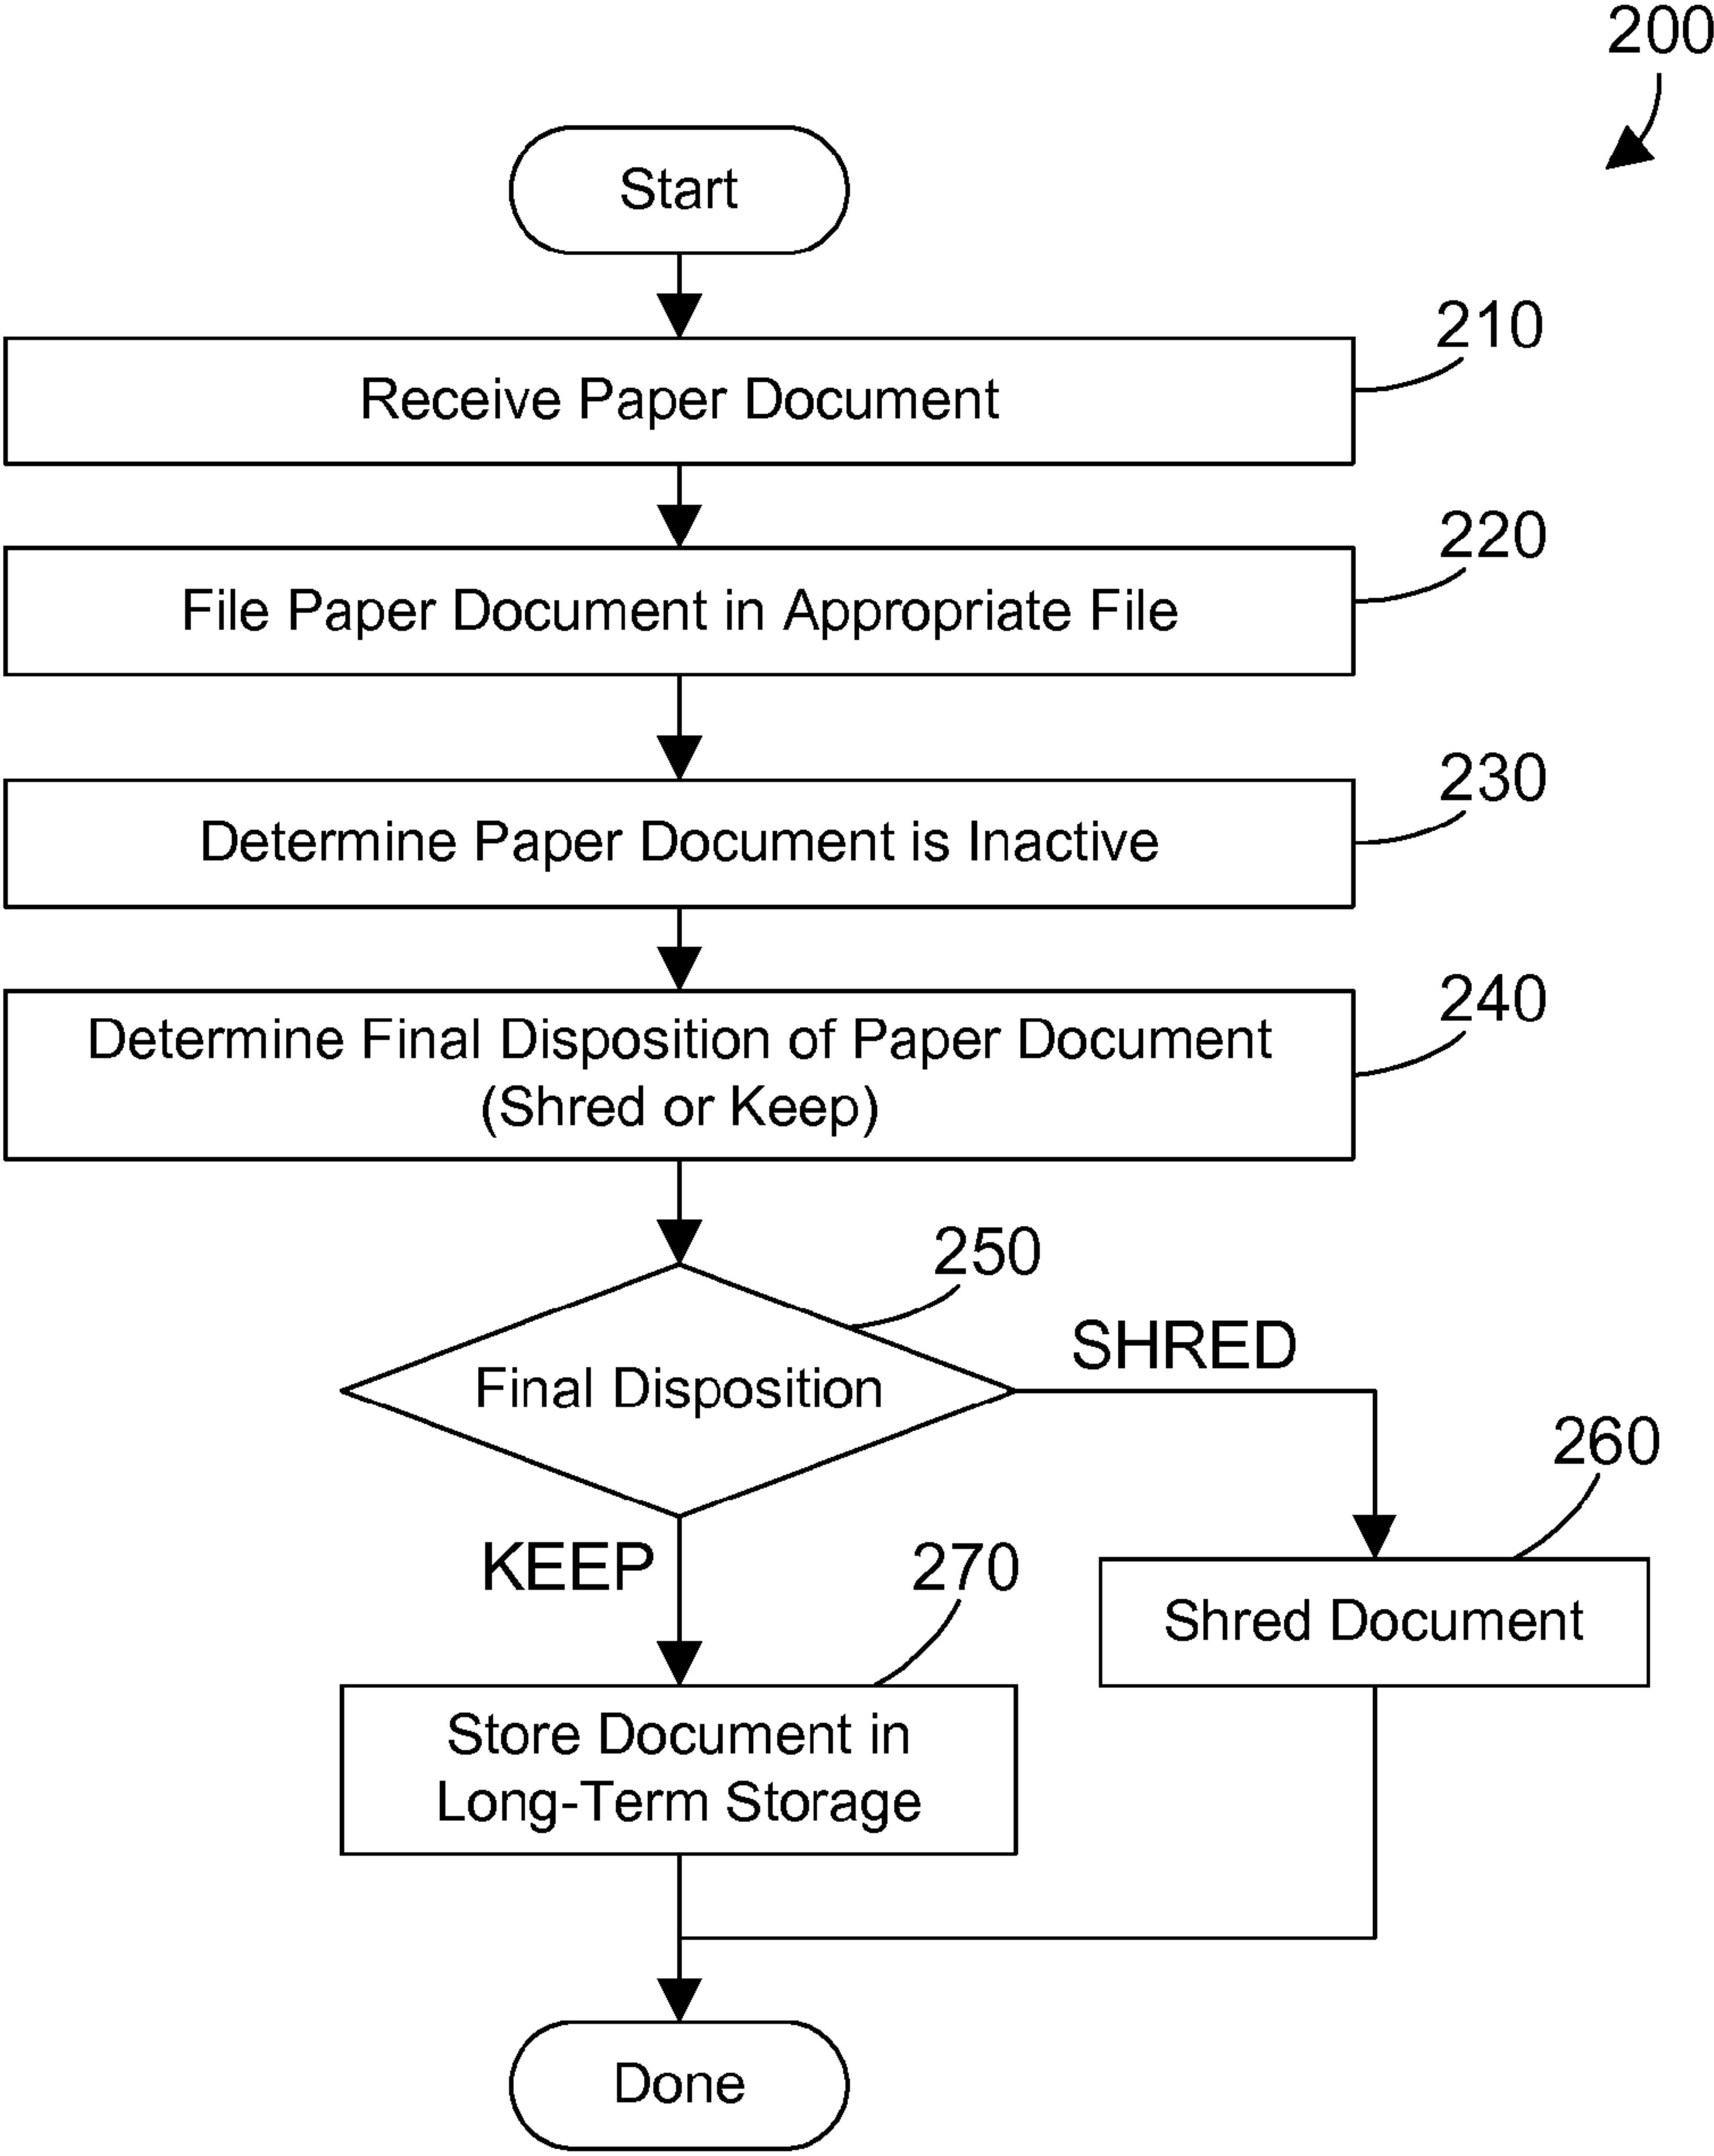 200
Start
210
Receive Paper Document
220
File Paper Document in Appropriate File
230
Determine Paper Document is Inactive
240
Determine Final Disposition of Paper Document
(Shred or Keep)
250
Final Disposition
SHRED
260
Shred Document
KEEP
270
Store Document in
Long-Term Storage
Done